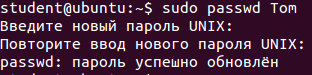 student@ubuntu:~$ sudo passwd Tom
Введите новый пароль UNIX:
Повторите ввод нового пароля UNIX:
passwd: пароль успешно обновлён